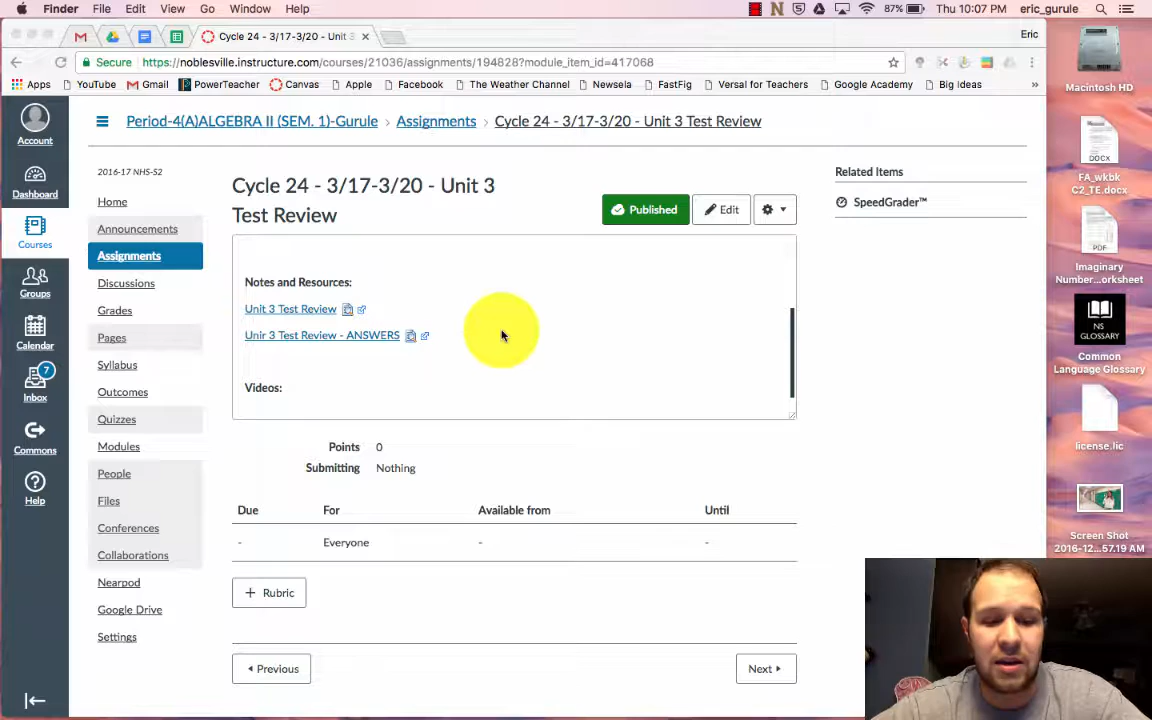 Finder File Edit View Go Window Help 87% Thu 10:07 PM eric_gurule
Cycle 24 - 3/17-3/20 - Unit 3 Eric
Secure https://noblesville.instructure.com/courses/21036/assignments/194828?module_item_id=417068
Apps YouTube Gmail PowerTeacher Canvas Apple Facebook The Weather Channel Newsela FastFig Versal for Teachers Google Academy Big Ideas »
Macintosh HD
Account
Period-4(A)ALGEBRA II (SEM. 1)-Gurule › Assignments › Cycle 24 - 3/17-3/20 - Unit 3 Test Review
DOCX
FA_wkbk
C2_TE.docx
2016-17 NHS-S2
Related Items
Dashboard
Cycle 24 - 3/17-3/20 - Unit 3
Test Review
Published Edit
SpeedGrader™
Home
Announcements
Courses
Assignments
PDF
Imaginary
Number...orksheet
Notes and Resources:
Discussions
Groups
Unit 3 Test Review
Grades
Unir 3 Test Review - ANSWERS
Pages
Calendar
NS
GLOSSARY
Common
Language Glossary
Syllabus
7
Inbox
Outcomes
Videos:
Quizzes
Commons
Modules
Points 0
license.lic
Submitting Nothing
People
Help
Files
Due For Available from Until
Conferences
- Everyone - -
Screen Shot
2016-12...57.19 AM
Collaborations
Nearpod
+ Rubric
Google Drive
Settings
Previous Next